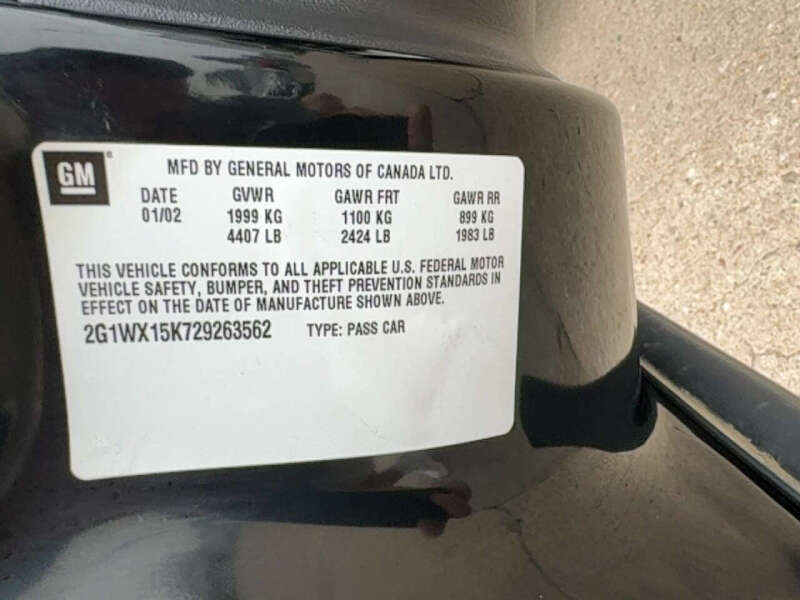 GM
MFD BY GENERAL MOTORS OF CANADA LTD.
DATE GVWR GAWR FRT GAWR RR
01/02 1999 KG 1100 KG 899 KG
4407 LB 2424 LB 1983 LB
THIS VEHICLE CONFORMS TO ALL APPLICABLE U.S. FEDERAL MOTOR
VEHICLE SAFETY, BUMPER, AND THEFT PREVENTION STANDARDS IN
EFFECT ON THE DATE OF MANUFACTURE SHOWN ABOVE.
2G1WX15K729263562 TYPE: PASS CAR